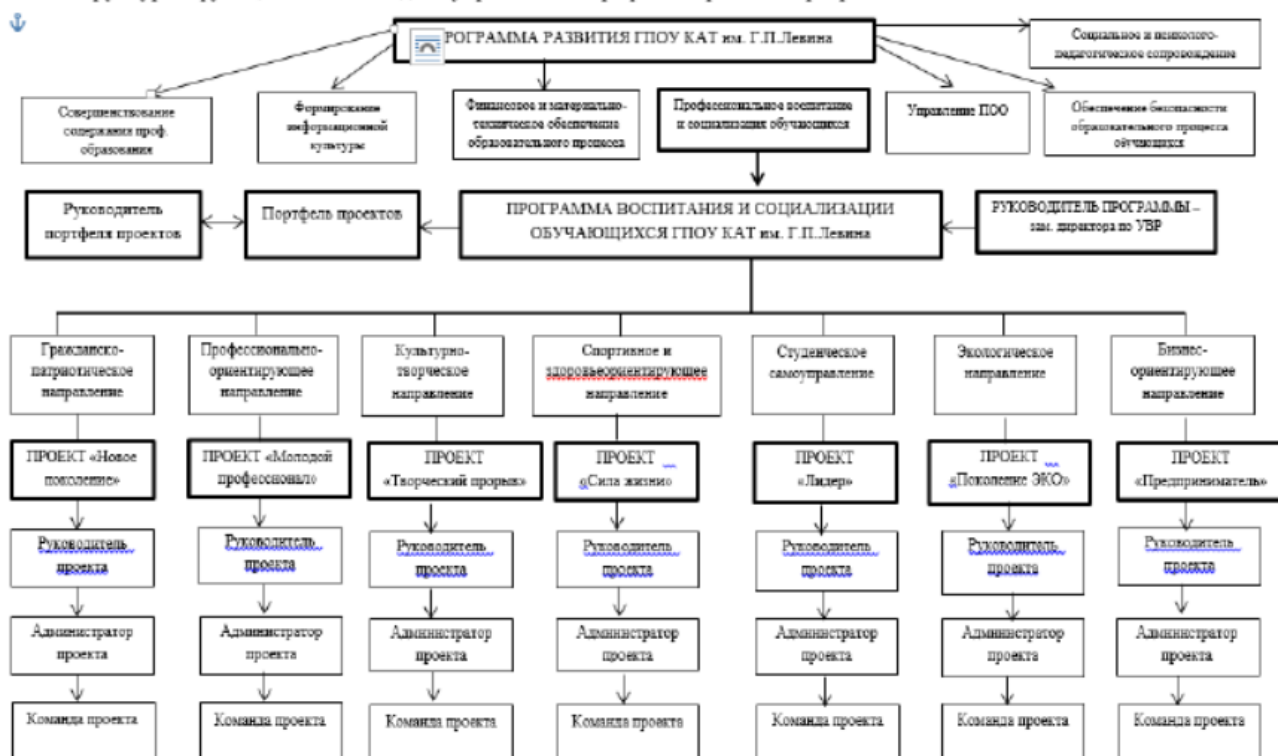 РОГРАММА РАЗВИТИЯ ГПОУ КАТ им. Г.П.Левина
Социальное и психолого-
педагогическое сопровождение
Совершенствование
содержания проф.
образования
Формирование
информационной
культуры
Финансовое и материально-
техническое обеспечение
образовательного процесса
Профессиональное воспитание
и социализация обучающихся
Управление ПОО
Обеспечение безопасности
образовательного процесса
обучающихся
Руководитель
портфеля проектов
Портфель проектов
ПРОГРАММА ВОСПИТАНИЯ И СОЦИАЛИЗАЦИИ
ОБУЧАЮЩИХСЯ ГПОУ КАТ им. Г.П.Левина
РУКОВОДИТЕЛЬ ПРОГРАММЫ –
зам. директора по УВР
Гражданско-
патриотическое
направление
Профессионально-
ориентирующее
направление
Культурно-
творческое
направление
Спортивное и
здоровьеориентирующее
направление
Студенческое
самоуправление
Экологическое
направление
Бизнес-
ориентирующее
направление
ПРОЕКТ «Новое
поколение»
ПРОЕКТ «Молодой
профессионал»
ПРОЕКТ
«Творческий прорыв»
ПРОЕКТ
«Сила жизни»
ПРОЕКТ
«Лидер»
ПРОЕКТ
«Поколение ЭКО»
ПРОЕКТ
«Предприниматель»
Руководитель
проекта
Руководитель
проекта
Руководитель
проекта
Руководитель
проекта
Руководитель
проекта
Руководитель
проекта
Руководитель
проекта
Администратор
проекта
Администратор
проекта
Администратор
проекта
Администратор
проекта
Администратор
проекта
Администратор
проекта
Администратор
проекта
Команда проекта
Команда проекта
Команда проекта
Команда проекта
Команда проекта
Команда проекта
Команда проекта